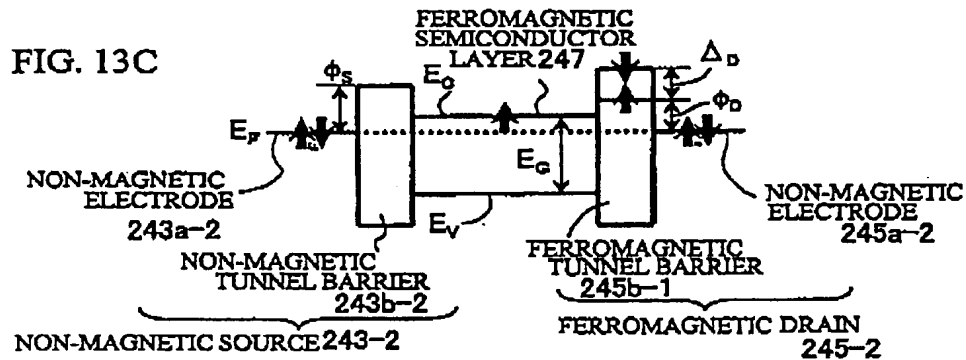 FIG. 13C
FERROMAGNETIC
SEMICONDUCTOR
LAYER 247
ΔD
ϕS
EC
ϕD
EF
EG
NON-MAGNETIC
ELECTRODE
243a-2
NON-MAGNETIC
ELECTRODE
245a-2
EV
NON-MAGNETIC
TUNNEL BARRIER
243b-2
FERROMAGNETIC
TUNNEL BARRIER
245b-1
NON-MAGNETIC SOURCE 243-2
FERROMAGNETIC DRAIN
245-2